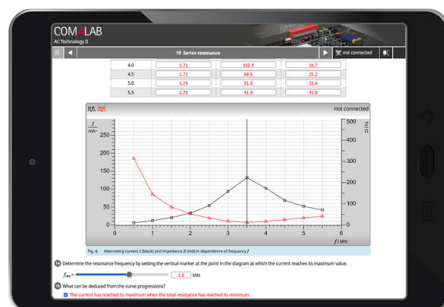 COM4LAB
AC Technology II
19 Series resonance
not connected
4.0 1.71 102.4 16.7
4.5 1.73 68.6 25.2
5.0 1.74 51.8 33.6
5.5 1.75 41.9 41.8
I(f), Z(f) not connected
I
mA~
Z
Ω
250
200
150
100
50
0
500
400
300
200
100
0
0 1 2 3 4 5 6
f / kHz
Fig. 4 Alternating current I (black) and impedance Z (red) in dependence of frequency f
Determine the resonance frequency by setting the vertical marker at the point in the diagram at which the current reaches its maximum value.
f res = 3.5 kHz
What can be deducted from the curve progressions?
The current has reached its maximum when the total resistance has reached its minimum.